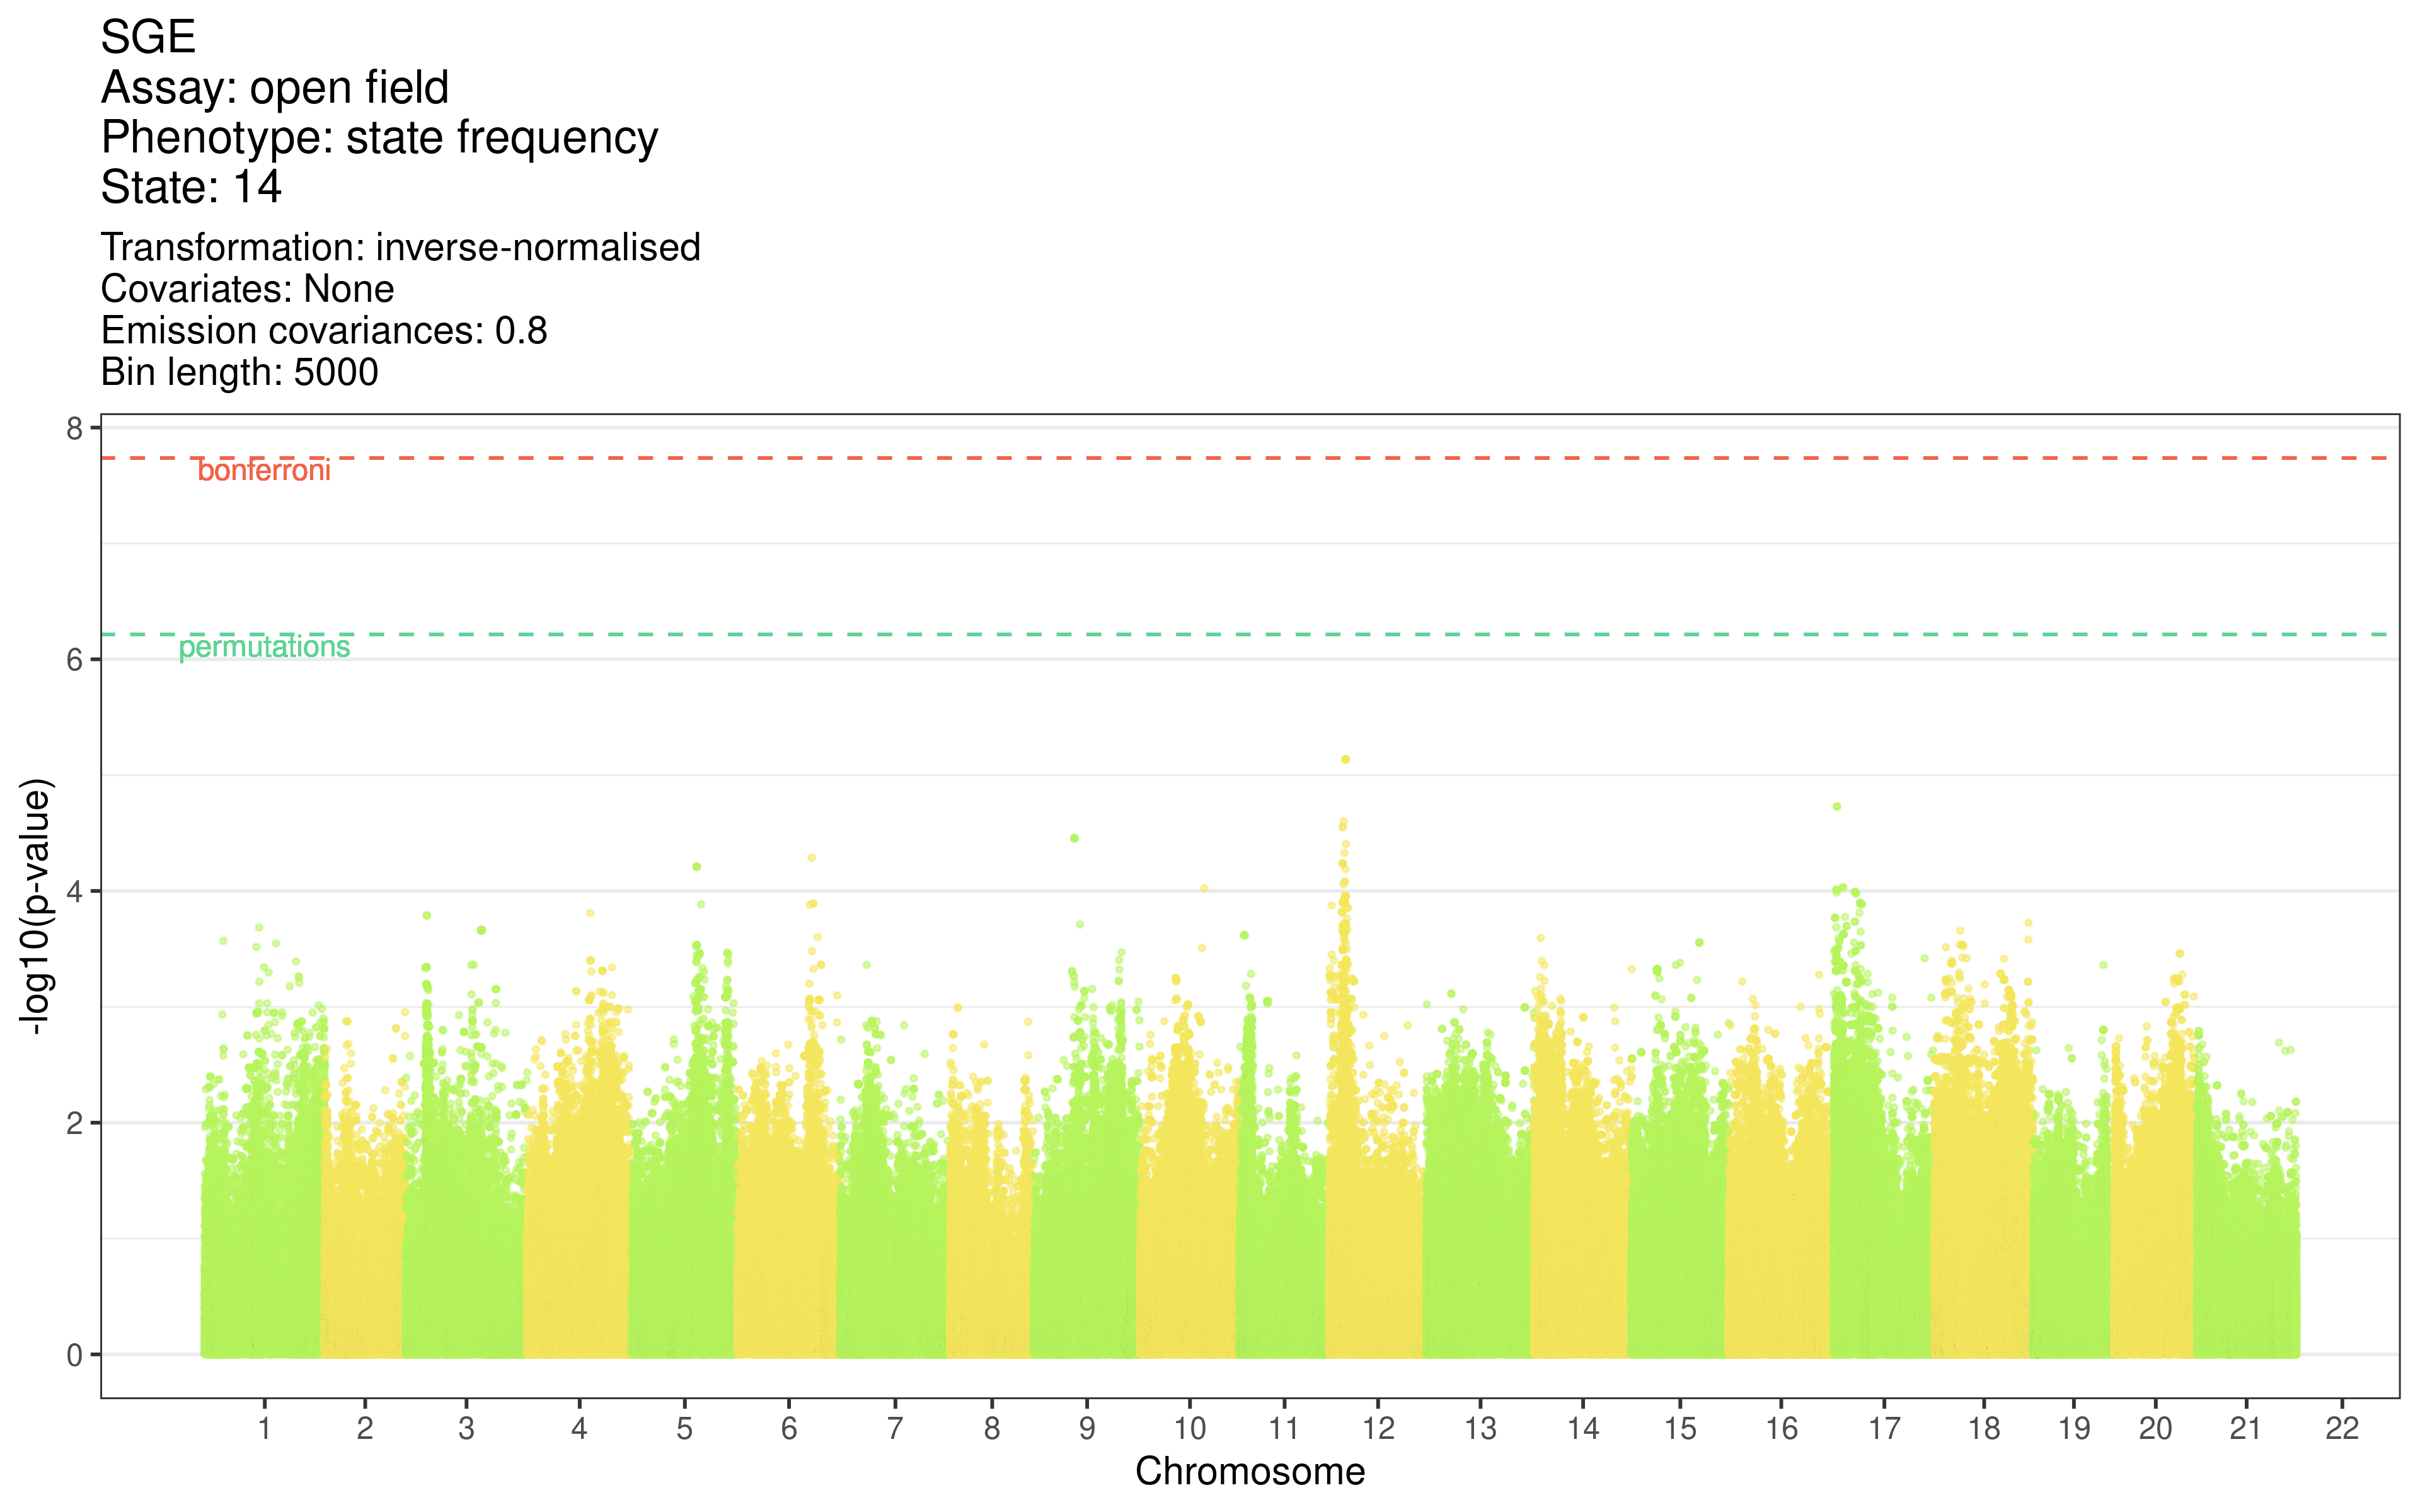 SGE
Assay: open field
Phenotype: state frequency
State: 14
Transformation: inverse-normalised
Covariates: None
Emission covariances: 0.8
Bin length: 5000
8
bonferroni
permutations
6
-log10(p-value)
4
2
0
1 2 3 4 5 6 7 8 9 10 11 12 13 14 15 16 17 18 19 20 21 22
Chromosome